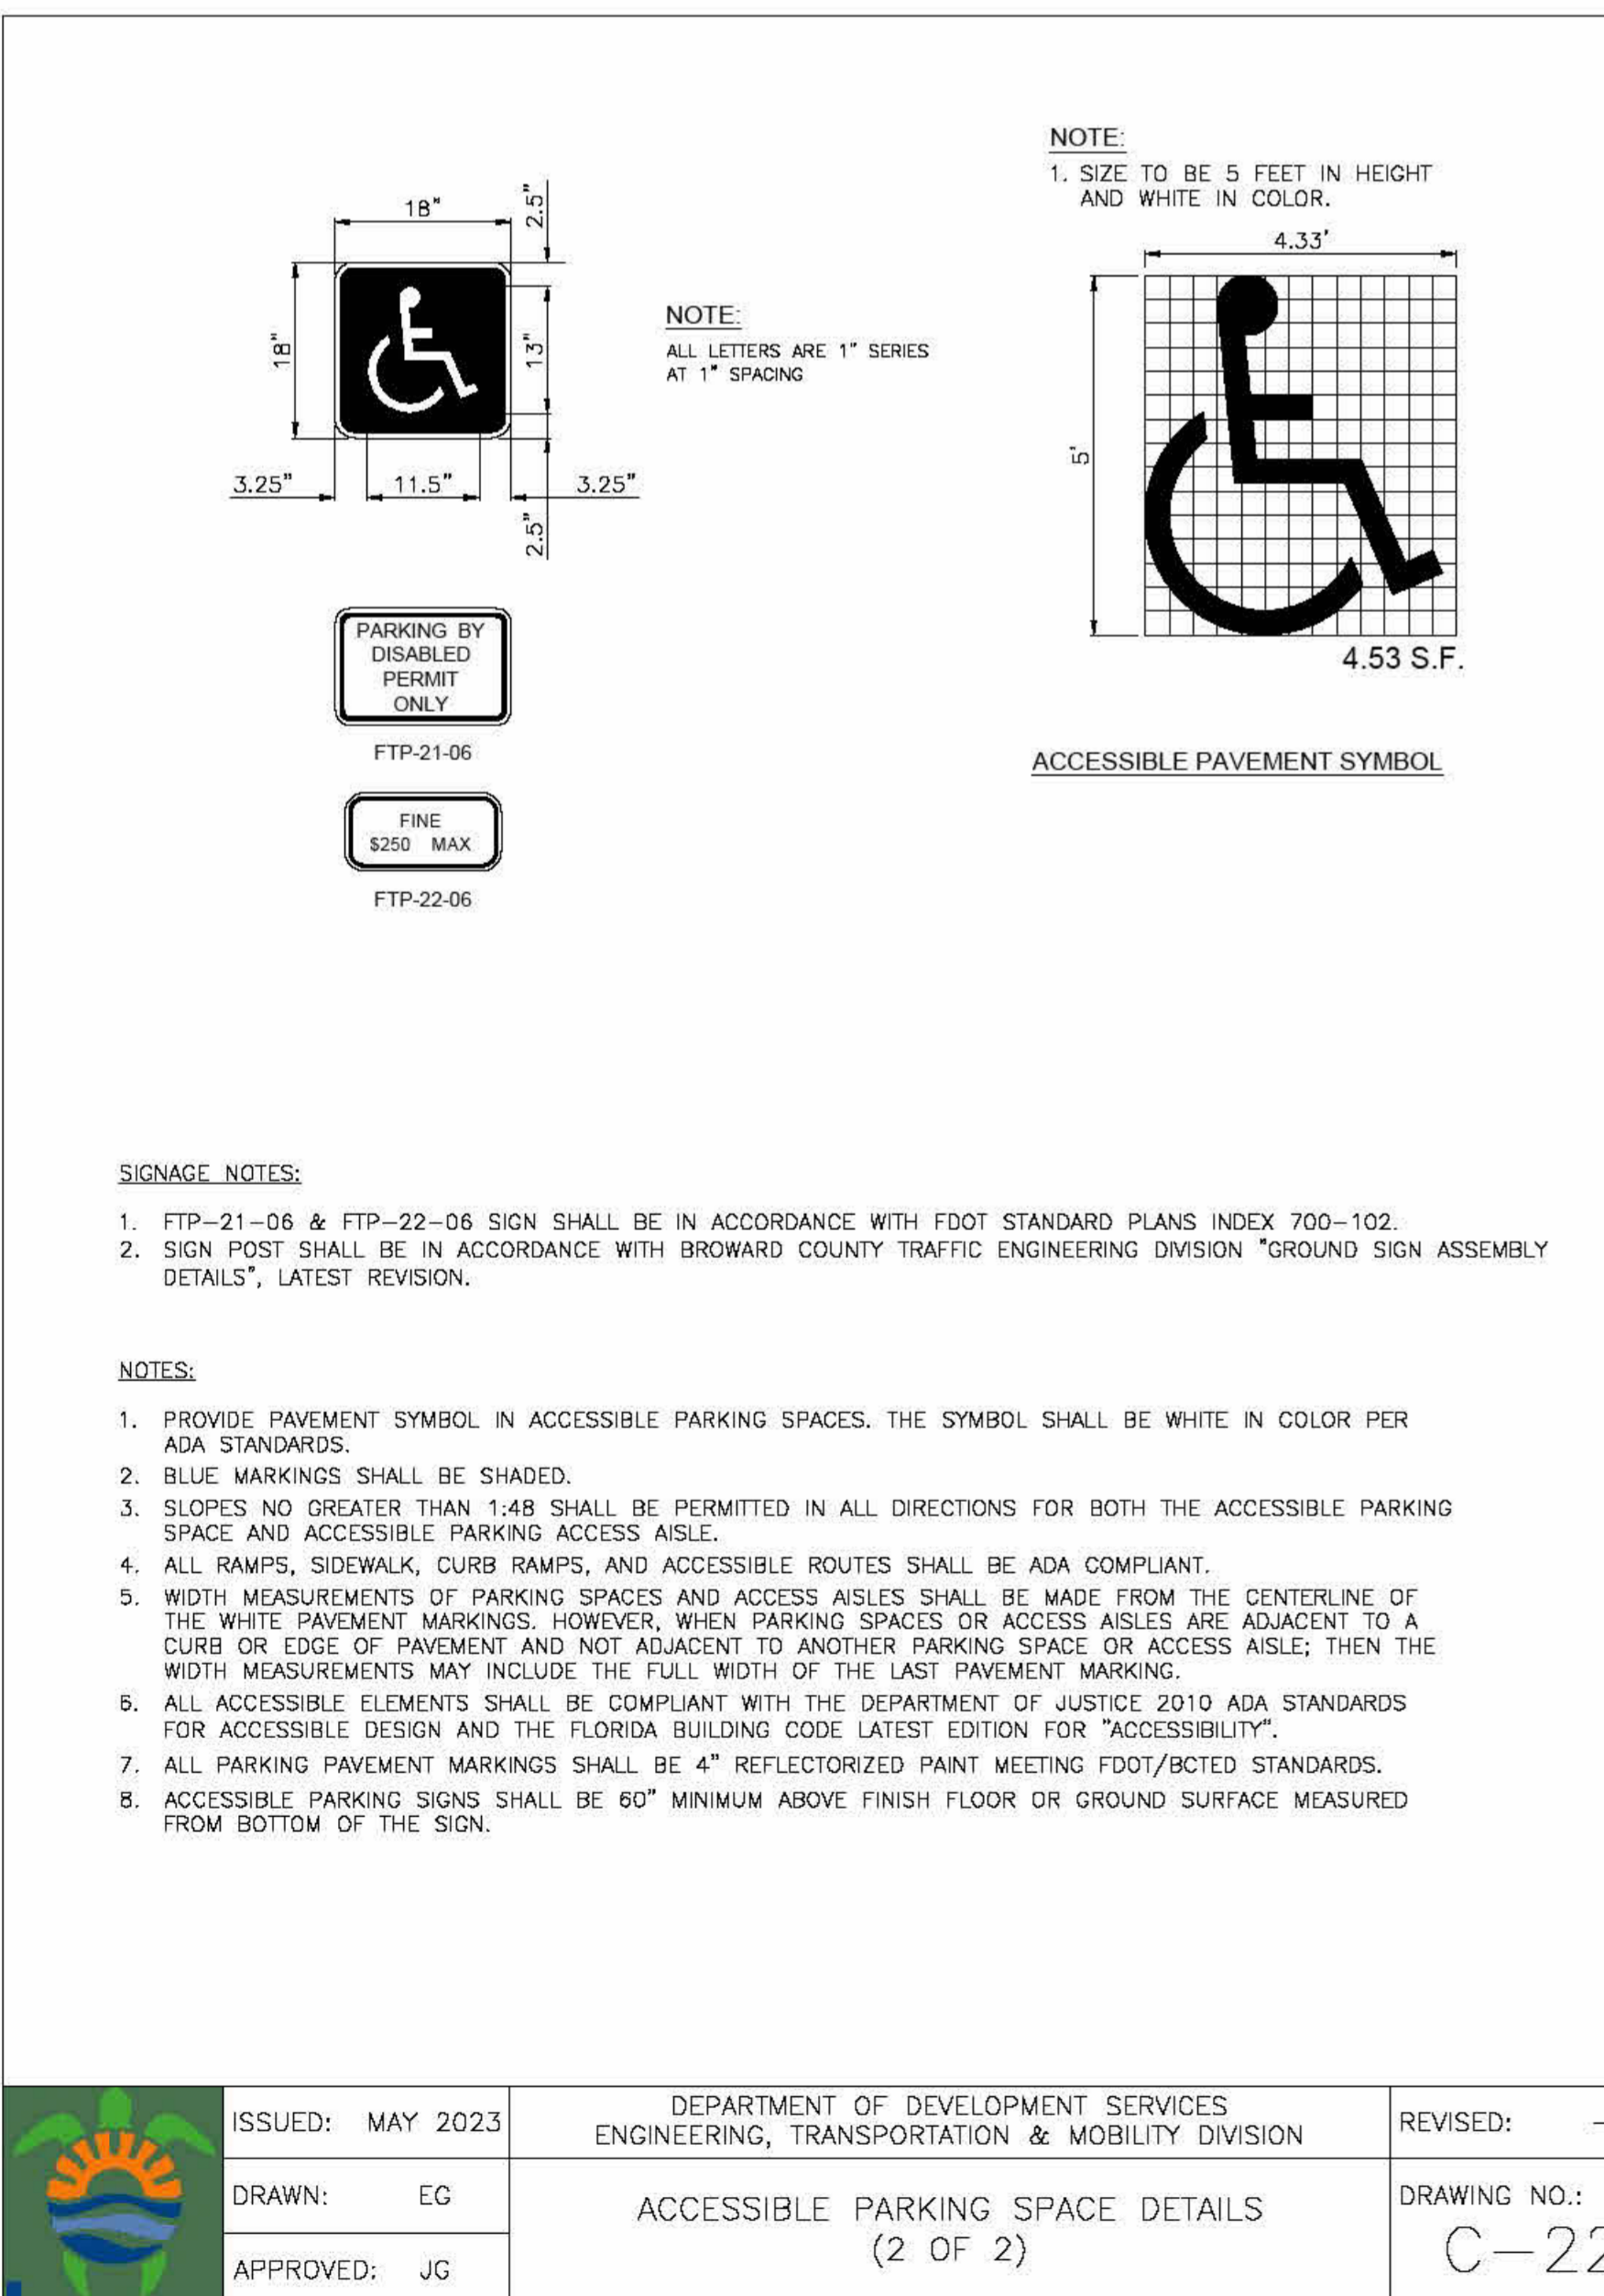 NOTE:
1. SIZE TO BE 5 FEET IN HEIGHT
AND WHITE IN COLOR.
18"
2.5"
18"
13"
3.25"
11.5"
3.25"
2.5"
NOTE:
ALL LETTERS ARE 1" SERIES
AT 1" SPACING
4.33'
5'
4.53 S.F.
ACCESSIBLE PAVEMENT SYMBOL
PARKING BY
DISABLED
PERMIT
ONLY
FTP-21-06
FINE
$250 MAX
FTP-22-06
SIGNAGE NOTES:
1. FTP-21-06 & FTP-22-06 SIGN SHALL BE IN ACCORDANCE WITH FDOT STANDARD PLANS INDEX 700-102.
2. SIGN POST SHALL BE IN ACCORDANCE WITH BROWARD COUNTY TRAFFIC ENGINEERING DIVISION "GROUND SIGN ASSEMBLY
DETAILS", LATEST REVISION.
NOTES:
1. PROVIDE PAVEMENT SYMBOL IN ACCESSIBLE PARKING SPACES. THE SYMBOL SHALL BE WHITE IN COLOR PER
ADA STANDARDS.
2. BLUE MARKINGS SHALL BE SHADED.
3. SLOPES NO GREATER THAN 1:48 SHALL BE PERMITTED IN ALL DIRECTIONS FOR BOTH THE ACCESSIBLE PARKING
SPACE AND ACCESSIBLE PARKING ACCESS AISLE.
4. ALL RAMPS, SIDEWALK, CURB RAMPS, AND ACCESSIBLE ROUTES SHALL BE ADA COMPLIANT.
5. WIDTH MEASUREMENTS OF PARKING SPACES AND ACCESS AISLES SHALL BE MADE FROM THE CENTERLINE OF
THE WHITE PAVEMENT MARKINGS. HOWEVER, WHEN PARKING SPACES OR ACCESS AISLES ARE ADJACENT TO A
CURB OR EDGE OF PAVEMENT AND NOT ADJACENT TO ANOTHER PARKING SPACE OR ACCESS AISLE; THEN THE
WIDTH MEASUREMENTS MAY INCLUDE THE FULL WIDTH OF THE LAST PAVEMENT MARKING.
6. ALL ACCESSIBLE ELEMENTS SHALL BE COMPLIANT WITH THE DEPARTMENT OF JUSTICE 2010 ADA STANDARDS
FOR ACCESSIBLE DESIGN AND THE FLORIDA BUILDING CODE LATEST EDITION FOR "ACCESSIBILITY".
7. ALL PARKING PAVEMENT MARKINGS SHALL BE 4" REFLECTORIZED PAINT MEETING FDOT/BCTED STANDARDS.
8. ACCESSIBLE PARKING SIGNS SHALL BE 60" MINIMUM ABOVE FINISH FLOOR OR GROUND SURFACE MEASURED
FROM BOTTOM OF THE SIGN.
ISSUED: MAY 2023
DRAWN: EG
APPROVED: JG
DEPARTMENT OF DEVELOPMENT SERVICES
ENGINEERING, TRANSPORTATION & MOBILITY DIVISION
ACCESSIBLE PARKING SPACE DETAILS
(2 OF 2)
REVISED: -
DRAWING NO.:
C-22